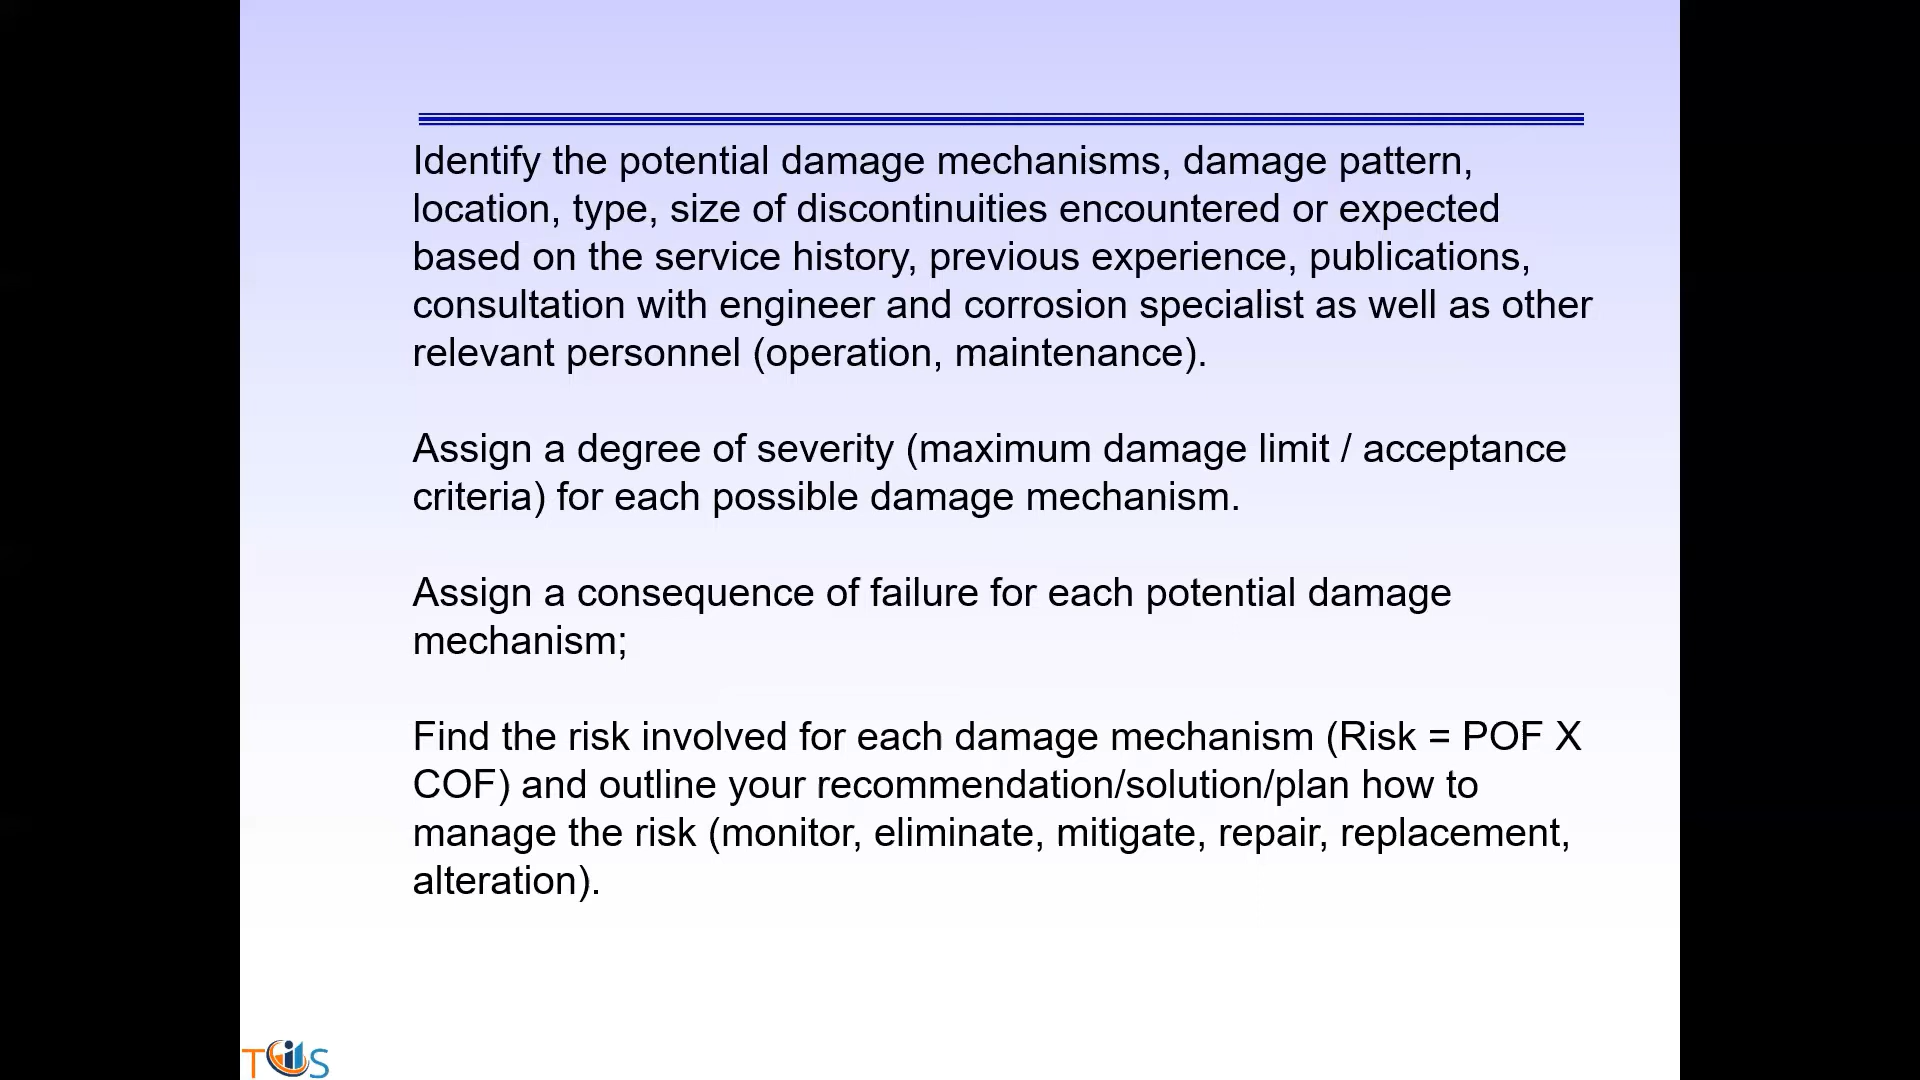 Identify the potential damage mechanisms, damage pattern,
location, type, size of discontinuities encountered or expected
based on the service history, previous experience, publications,
consultation with engineer and corrosion specialist as well as other
relevant personnel (operation, maintenance).
Assign a degree of severity (maximum damage limit / acceptance
criteria) for each possible damage mechanism.
Assign a consequence of failure for each potential damage
mechanism;
Find the risk involved for each damage mechanism (Risk = POF X
COF) and outline your recommendation/solution/plan how to
manage the risk (monitor, eliminate, mitigate, repair, replacement,
alteration).